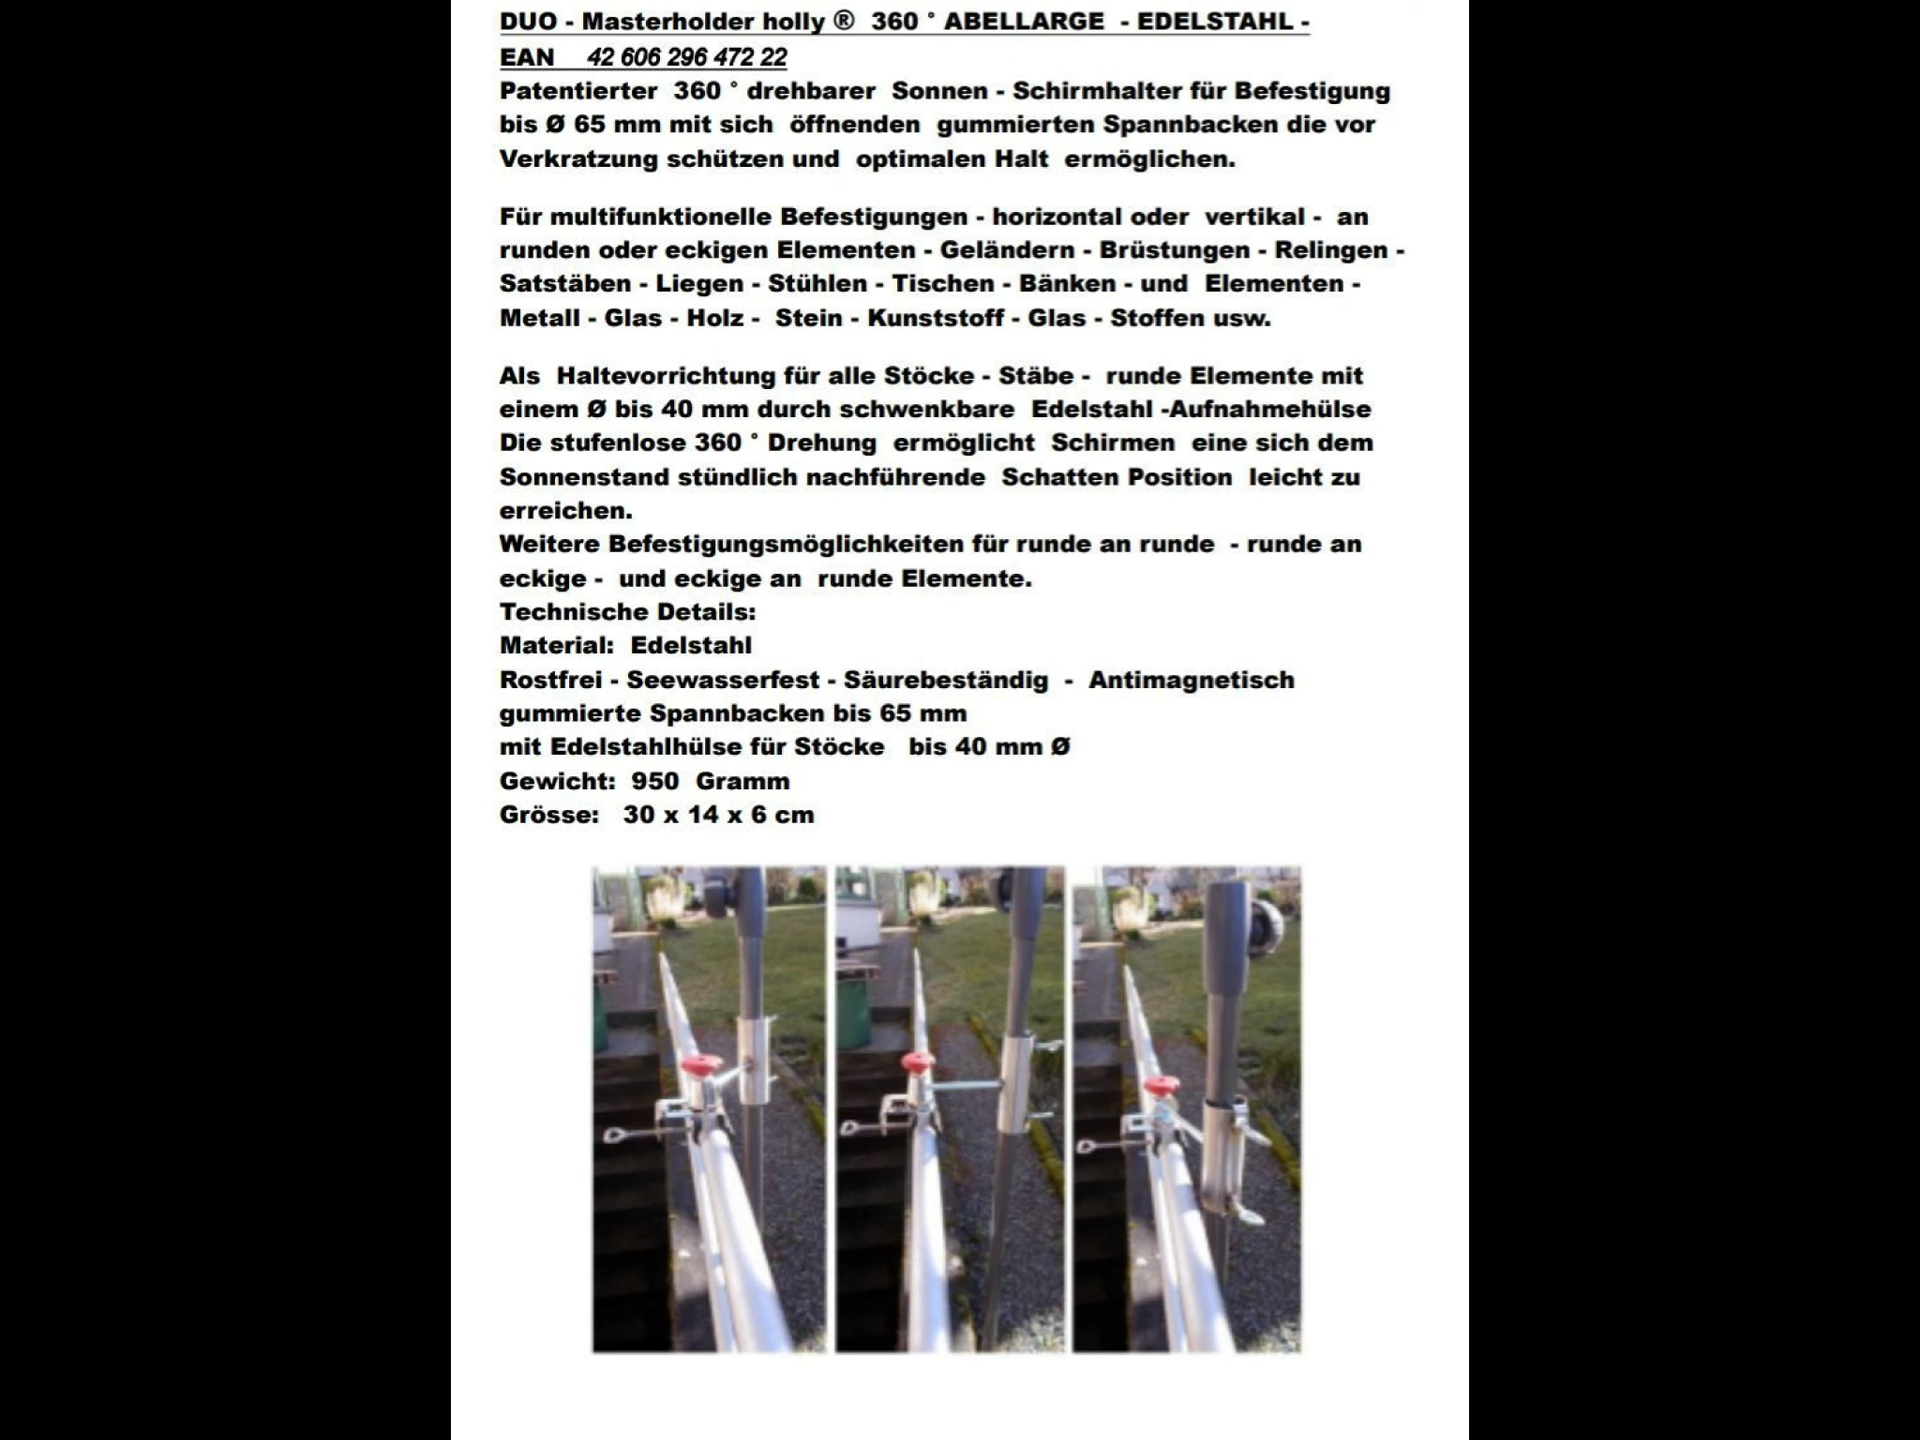 DUO - Masterholder holly ® 360 ° ABELLARGE - EDELSTAHL -
EAN 42 606 296 472 22
Patentierter 360 ° drehbarer Sonnen - Schirmhalter für Befestigung
bis Ø 65 mm mit sich öffnenden gummierten Spannbacken die vor
Verkratzung schützen und optimalen Halt ermöglichen.
Für multifunktionelle Befestigungen - horizontal oder vertikal - an
runden oder eckigen Elementen - Geländern - Brüstungen - Relingen -
Satstäben - Liegen - Stühlen - Tischen - Bänken - und Elementen -
Metall - Glas - Holz - Stein - Kunststoff - Glas - Stoffen usw.
Als Haltevorrichtung für alle Stöcke - Stäbe - runde Elemente mit
einem Ø bis 40 mm durch schwenkbare Edelstahl -Aufnahmehülse
Die stufenlose 360 ° Drehung ermöglicht Schirmen eine sich dem
Sonnenstand stündlich nachführende Schatten Position leicht zu
erreichen.
Weitere Befestigungsmöglichkeiten für runde an runde - runde an
eckige - und eckige an runde Elemente.
Technische Details:
Material: Edelstahl
Rostfrei - Seewasserfest - Säurebeständig - Antimagnetisch
gummierte Spannbacken bis 65 mm
mit Edelstahlhülse für Stöcke bis 40 mm Ø
Gewicht: 950 Gramm
Grösse: 30 x 14 x 6 cm